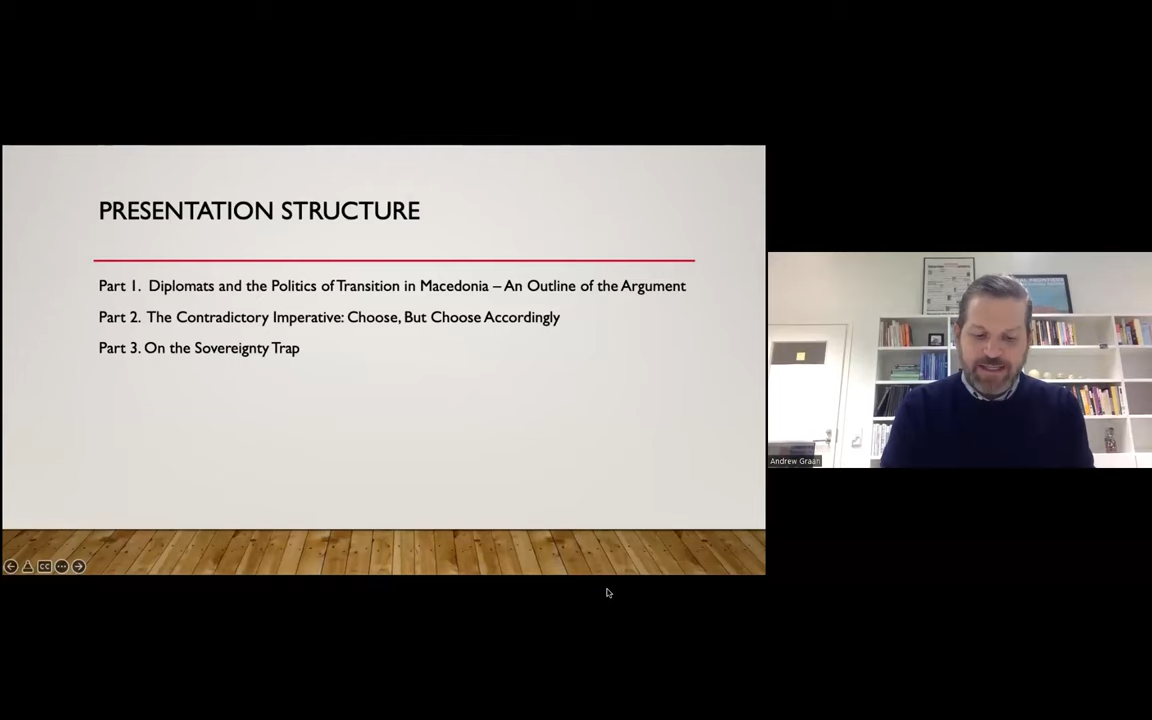 PRESENTATION STRUCTURE
Part 1. Diplomats and the Politics of Transition in Macedonia – An Outline of the Argument
Part 2. The Contradictory Imperative: Choose, But Choose Accordingly
Part 3. On the Sovereignty Trap
CC
Andrew Graan